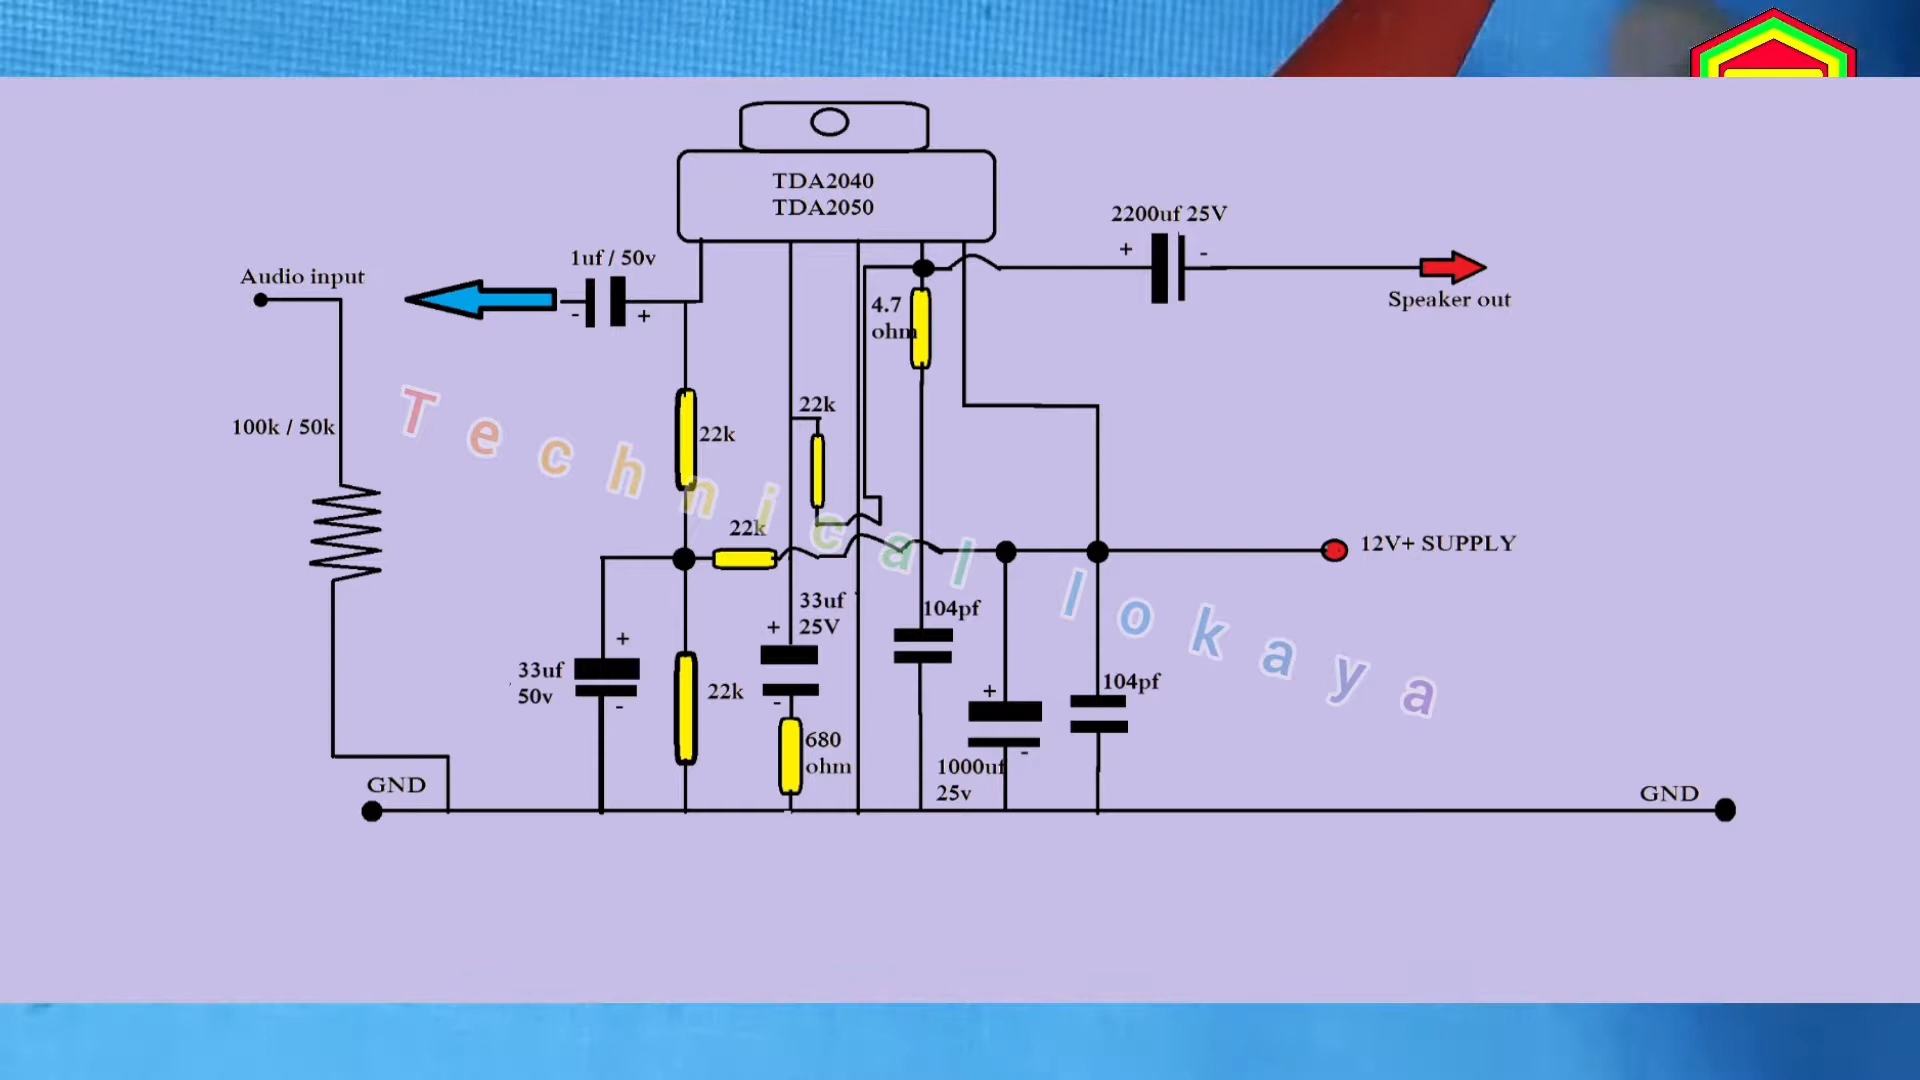 TDA2040
TDA2050
2200uf 25V
+
-
1uf / 50v
-
+
Audio input
Speaker out
4.7
ohm
100k / 50k
22k
22k
22k
12V+ SUPPLY
Technical lokaya
33uf
25V
+
-
104pf
33uf
50v
+
-
22k
104pf
+
-
680
ohm
1000uf
25v
GND
GND